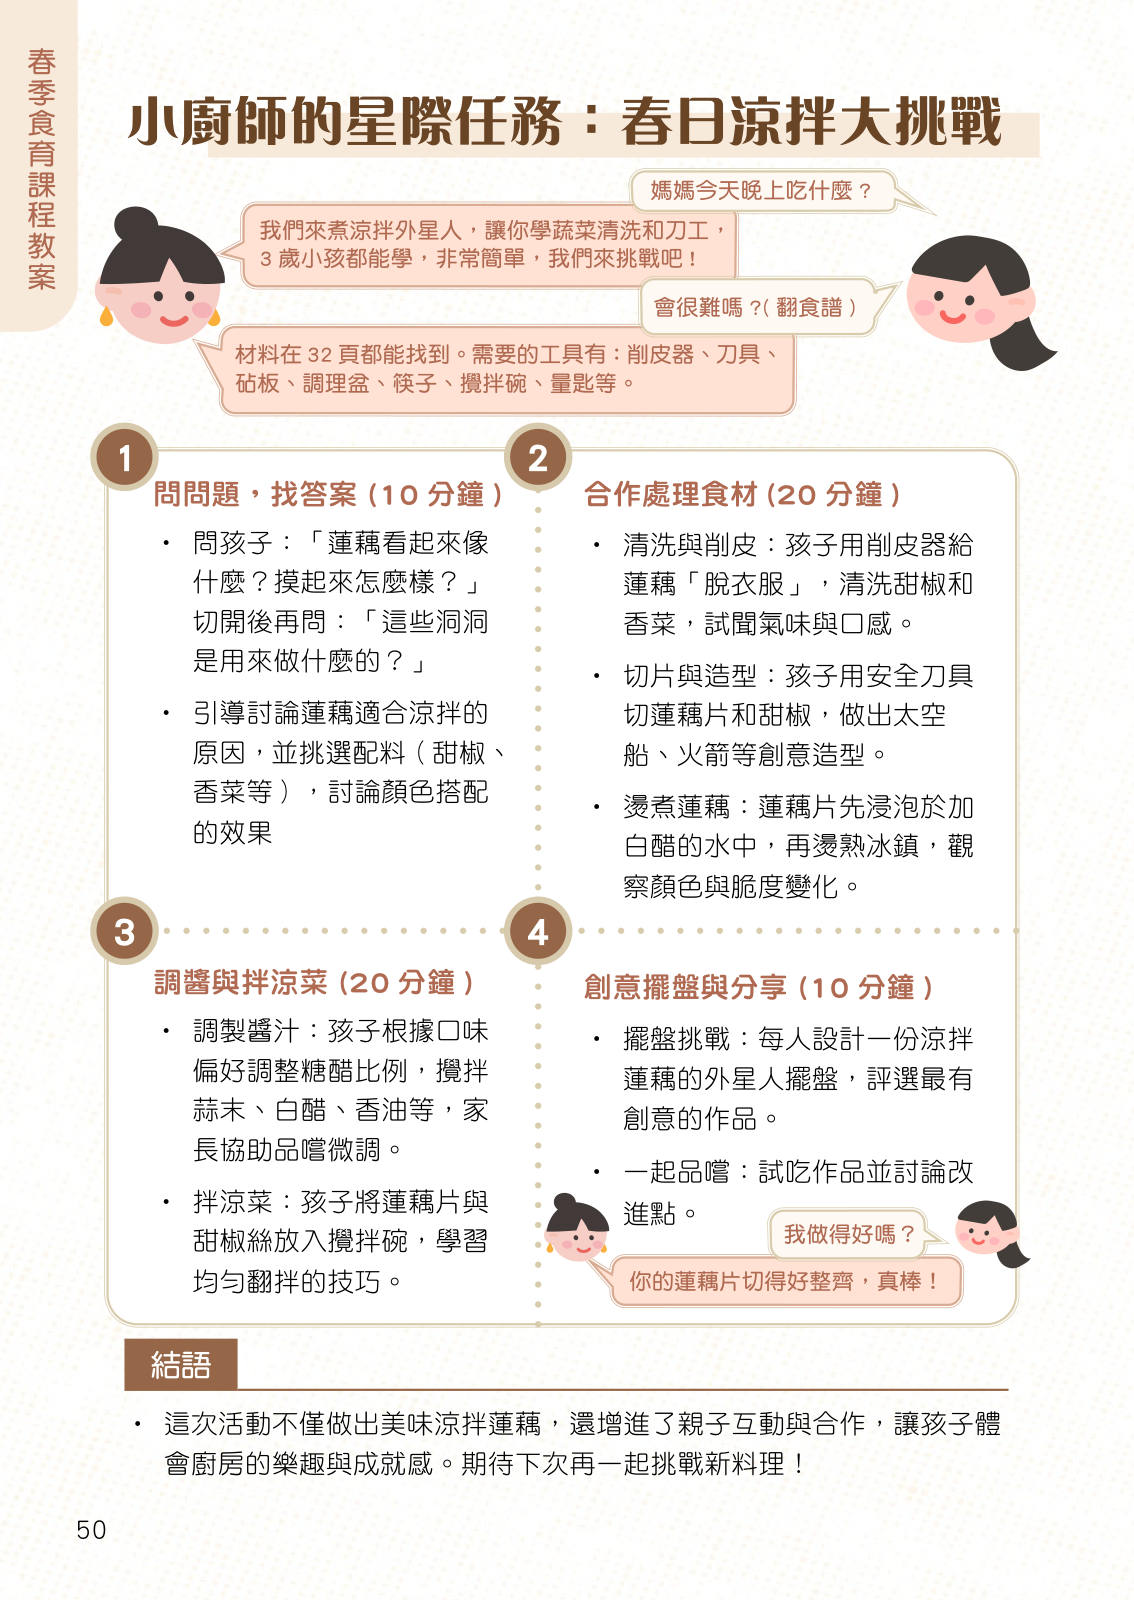 春季食育課程教案
小廚師的星際任務：春日涼拌大挑戰
媽媽今天晚上吃什麼？
我們來煮涼拌外星人，讓你學蔬菜清洗和刀工，
3 歲小孩都能學，非常簡單，我們來挑戰吧！
會很難嗎？（翻食譜）
材料在 32 頁都能找到。需要的工具有：削皮器、刀具、
砧板、調理盆、筷子、攪拌碗、量匙等。
1
問問題，找答案（10 分鐘）
• 問孩子：「蓮藕看起來像
什麼？摸起來怎麼樣？」
切開後再問：「這些洞洞
是用來做什麼的？」
• 引導討論蓮藕適合涼拌的
原因，並挑選配料（甜椒、
香菜等），討論顏色搭配
的效果
2
合作處理食材（20 分鐘）
• 清洗與削皮：孩子用削皮器給
蓮藕「脫衣服」，清洗甜椒和
香菜，試聞氣味與口感。
• 切片與造型：孩子用安全刀具
切蓮藕片和甜椒，做出太空
船、火箭等創意造型。
• 燙煮蓮藕：蓮藕片先浸泡於加
白醋的水中，再燙熟冰鎮，觀
察顏色與脆度變化。
3
調醬與拌涼菜（20 分鐘）
• 調製醬汁：孩子根據口味
偏好調整糖醋比例，攪拌
蒜末、白醋、香油等，家
長協助品嚐微調。
• 拌涼菜：孩子將蓮藕片與
甜椒絲放入攪拌碗，學習
均勻翻拌的技巧。
4
創意擺盤與分享（10 分鐘）
• 擺盤挑戰：每人設計一份涼拌
蓮藕的外星人擺盤，評選最有
創意的作品。
• 一起品嚐：試吃作品並討論改
進點。
我做得好嗎？
你的蓮藕片切得好整齊，真棒！
結語
• 這次活動不僅做出美味涼拌蓮藕，還增進了親子互動與合作，讓孩子體
會廚房的樂趣與成就感。期待下次再一起挑戰新料理！
50